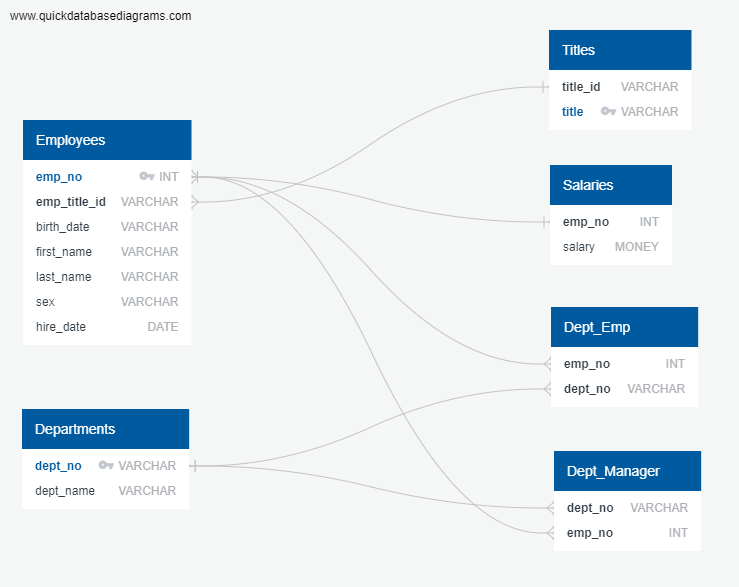 www.quickdatabasediagrams.com
Titles
title_id VARCHAR
title VARCHAR
Employees
emp_no INT
emp_title_id VARCHAR
birth_date VARCHAR
first_name VARCHAR
last_name VARCHAR
sex VARCHAR
hire_date DATE
Salaries
emp_no INT
salary MONEY
Dept_Emp
emp_no INT
dept_no VARCHAR
Departments
dept_no VARCHAR
dept_name VARCHAR
Dept_Manager
dept_no VARCHAR
emp_no INT